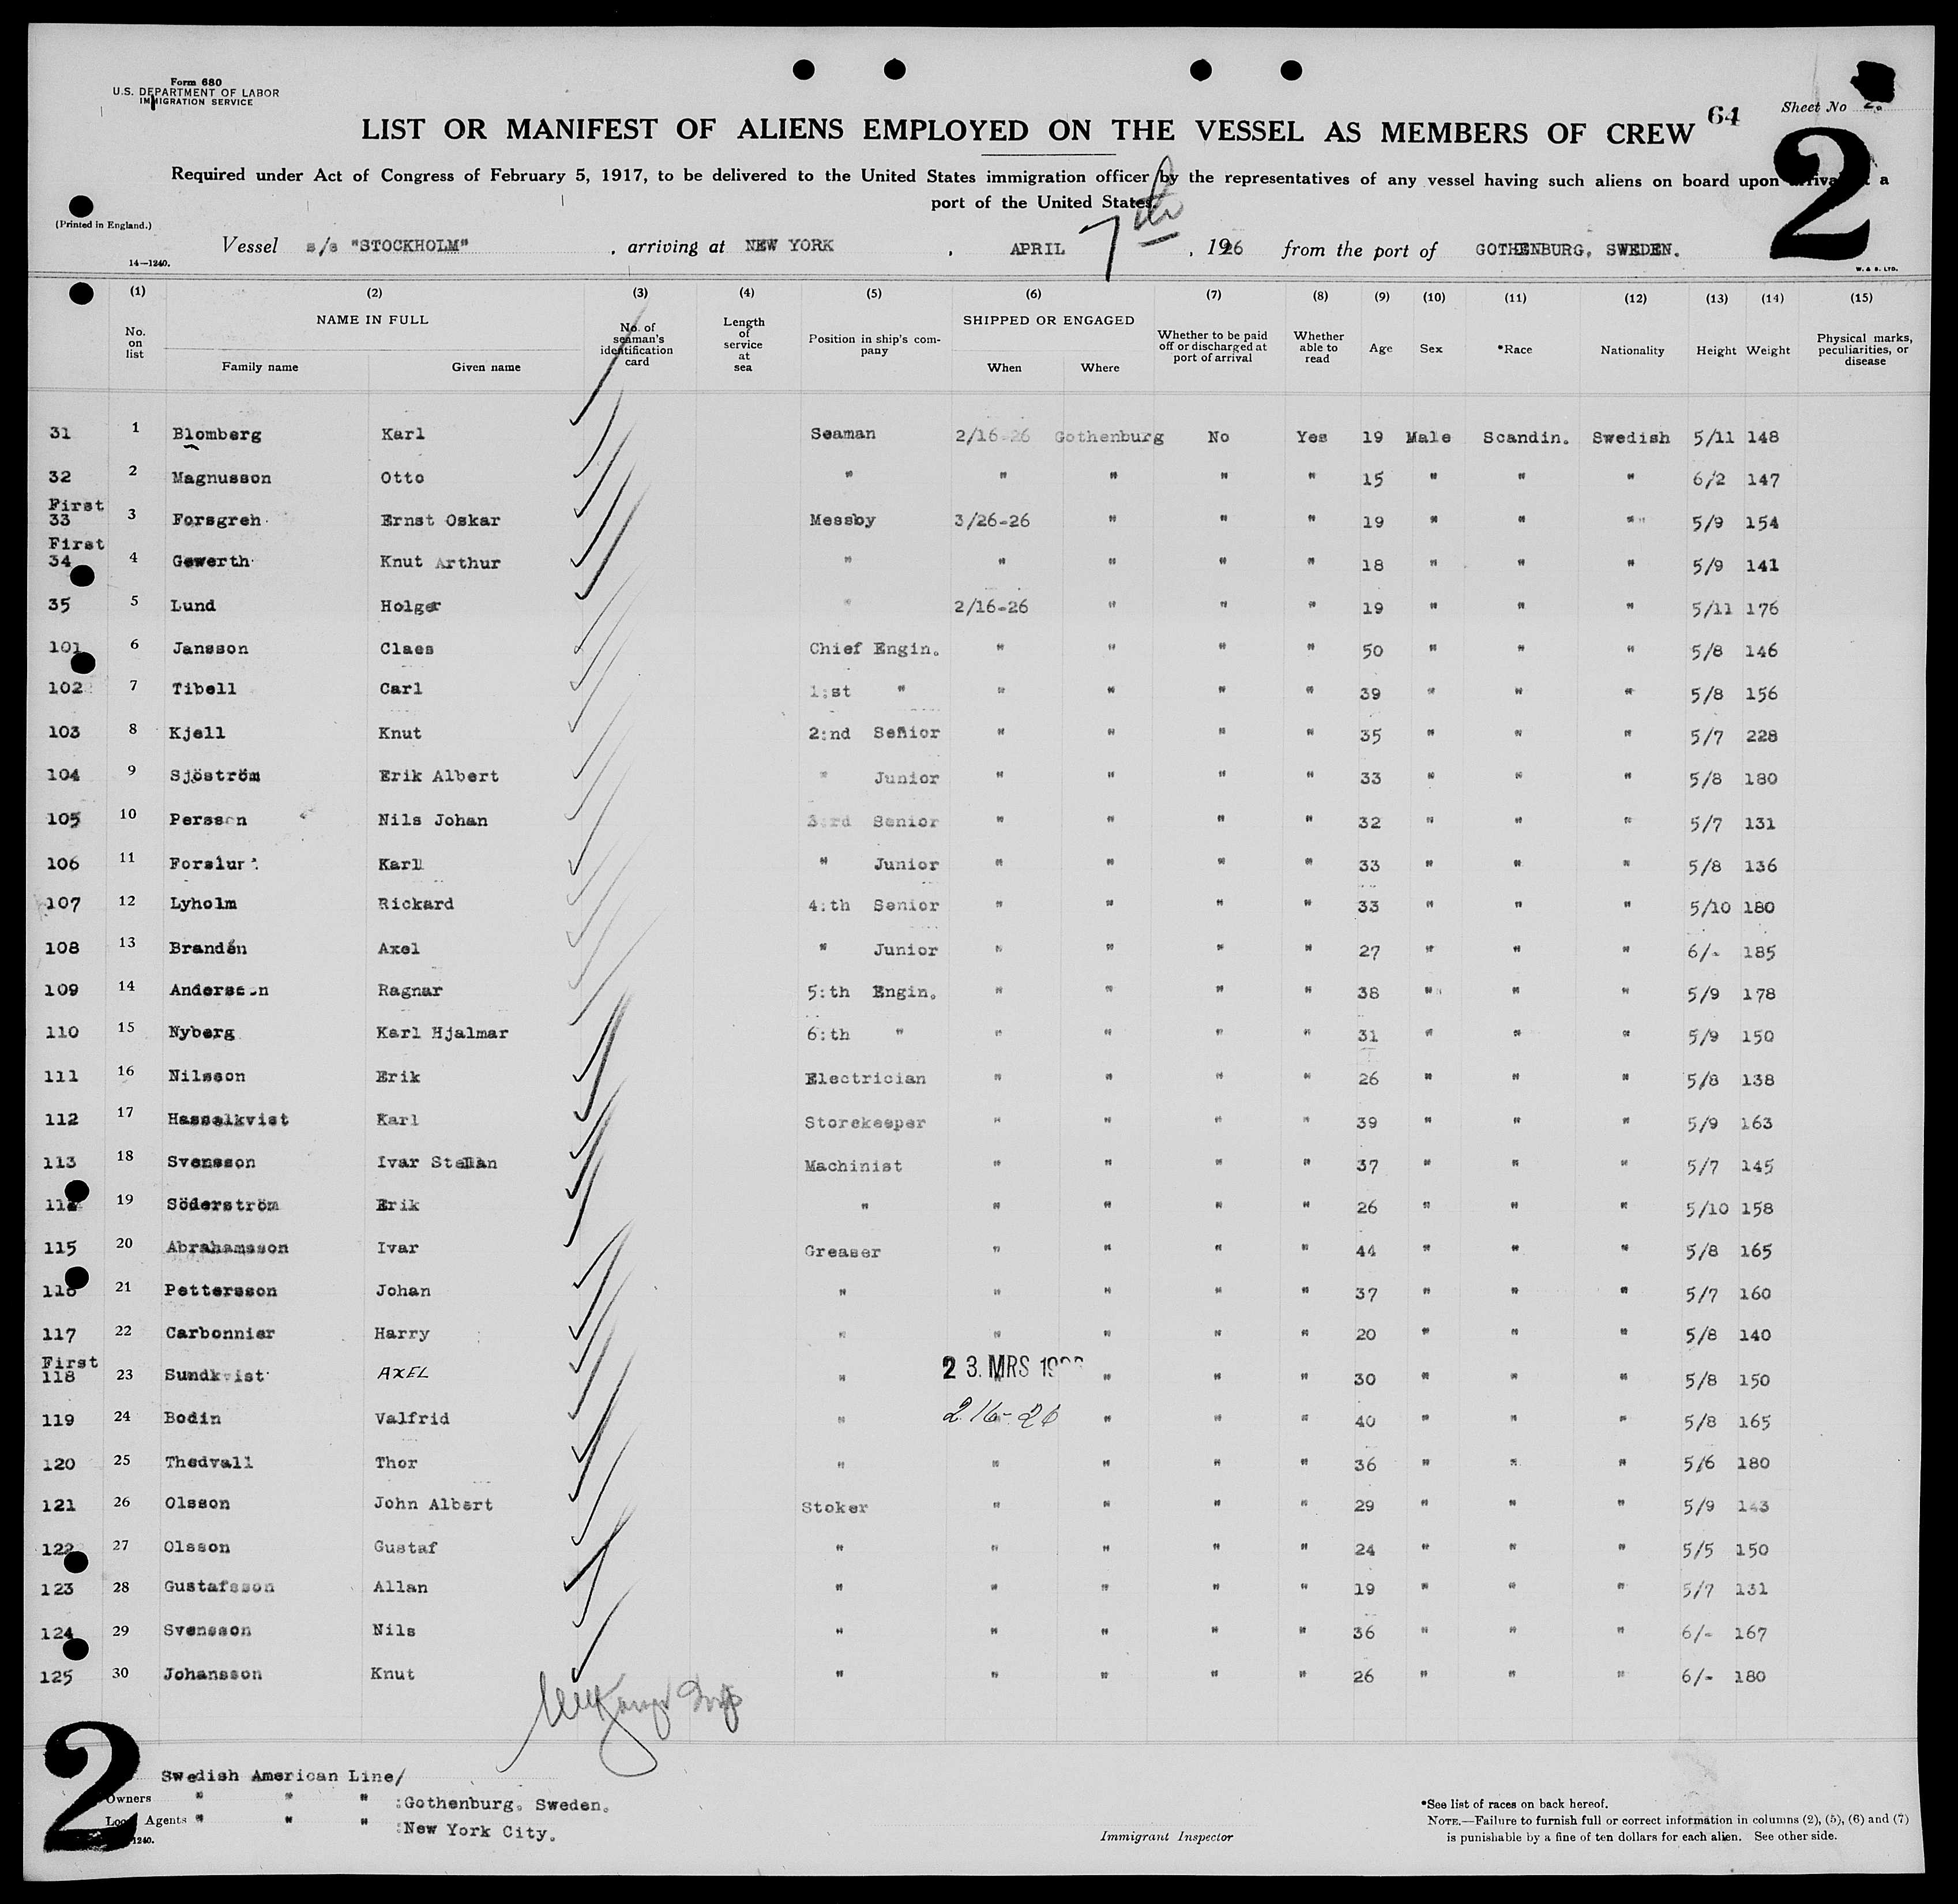 Form 680
U.S. DEPARTMENT OF LABOR
IMMIGRATION SERVICE
64
Sheet No 2.
2
LIST OR MANIFEST OF ALIENS EMPLOYED ON THE VESSEL AS MEMBERS OF CREW
Required under Act of Congress of February 5, 1917, to be delivered to the United States immigration officer by the representatives of any vessel having such aliens on board upon arrival at a
port of the United States.
(Printed in England.)
Vessel s/s "STOCKHOLM" , arriving at NEW YORK , APRIL 7th , 1926 from the port of GOTHENBURG, SWEDEN.
14—1240.
W. & S. LTD.
(1) (2) (3) (4) (5) (6) (7) (8) (9) (10) (11) (12) (13) (14) (15)
No. on list NAME IN FULL Family name Given name No. of seaman's identification card Length of service at sea Position in ship's company SHIPPED OR ENGAGED When Where Whether to be paid off or discharged at port of arrival Whether able to read Age Sex *Race Nationality Height Weight Physical marks, peculiarities, or disease
31 1 Blomberg Karl Seaman 2/16-26 Gothenburg No Yes 19 Male Scandin. Swedish 5/11 148
32 2 Magnusson Otto " " " " " 15 " " " 6/2 147
First
33 3 Forsgren Ernst Oskar Messby 3/26-26 " " " 19 " " " 5/9 154
First
34 4 Gewerth Knut Arthur " " " " " 18 " " " 5/9 141
35 5 Lund Holger " 2/16-26 " " " 19 " " " 5/11 176
101 6 Jansson Claes Chief Engin. " " " " 50 " " " 5/8 146
102 7 Tibell Carl 1:st " " " " " 39 " " " 5/8 156
103 8 Kjell Knut 2:nd Senior " " " " 35 " " " 5/7 228
104 9 Sjöström Erik Albert " Junior " " " " 33 " " " 5/8 180
105 10 Persson Nils Johan 3:rd Senior " " " " 32 " " " 5/7 131
106 11 Forslund Karl " Junior " " " " 33 " " " 5/8 136
107 12 Lyholm Rickard 4:th Senior " " " " 33 " " " 5/10 180
108 13 Brandén Axel " Junior " " " " 27 " " " 6/- 185
109 14 Andersson Ragnar 5:th Engin. " " " " 38 " " " 5/9 178
110 15 Nyberg Karl Hjalmar 6:th " " " " " 31 " " " 5/9 150
111 16 Nilsson Erik Electrician " " " " 26 " " " 5/8 138
112 17 Hasselkvist Karl Storekeeper " " " " 39 " " " 5/9 163
113 18 Svensson Ivar Stellan Machinist " " " " 37 " " " 5/7 145
114 19 Söderström Erik " " " " " 26 " " " 5/10 158
115 20 Abrahamsson Ivar Greaser " " " " 44 " " " 5/8 165
116 21 Pettersson Johan " " " " " 37 " " " 5/7 160
117 22 Carbonnier Harry " " " " " 20 " " " 5/8 140
First
118 23 Sundkvist AXEL " 23. MRS " " " 30 " " " 5/8 150
119 24 Bodin Valfrid " 2.16-26 " " " 40 " " " 5/8 165
120 25 Thedvall Thor " " " " " 36 " " " 5/6 180
121 26 Olsson John Albert Stoker " " " " 29 " " " 5/9 143
122 27 Olsson Gustaf " " " " " 24 " " " 5/5 150
123 28 Gustafsson Allan " " " " " 19 " " " 5/7 131
124 29 Svensson Nils " " " " " 36 " " " 6/- 167
125 30 Johansson Knut " " " " " 26 " " " 6/- 180
2
Swedish American Line/
Owners " " " :Gothenburg. Sweden.
Local Agents " " " :New York City.
1240.
Immigrant Inspector
*See list of races on back hereof.
NOTE.—Failure to furnish full or correct information in columns (2), (5), (6) and (7)
is punishable by a fine of ten dollars for each alien. See other side.